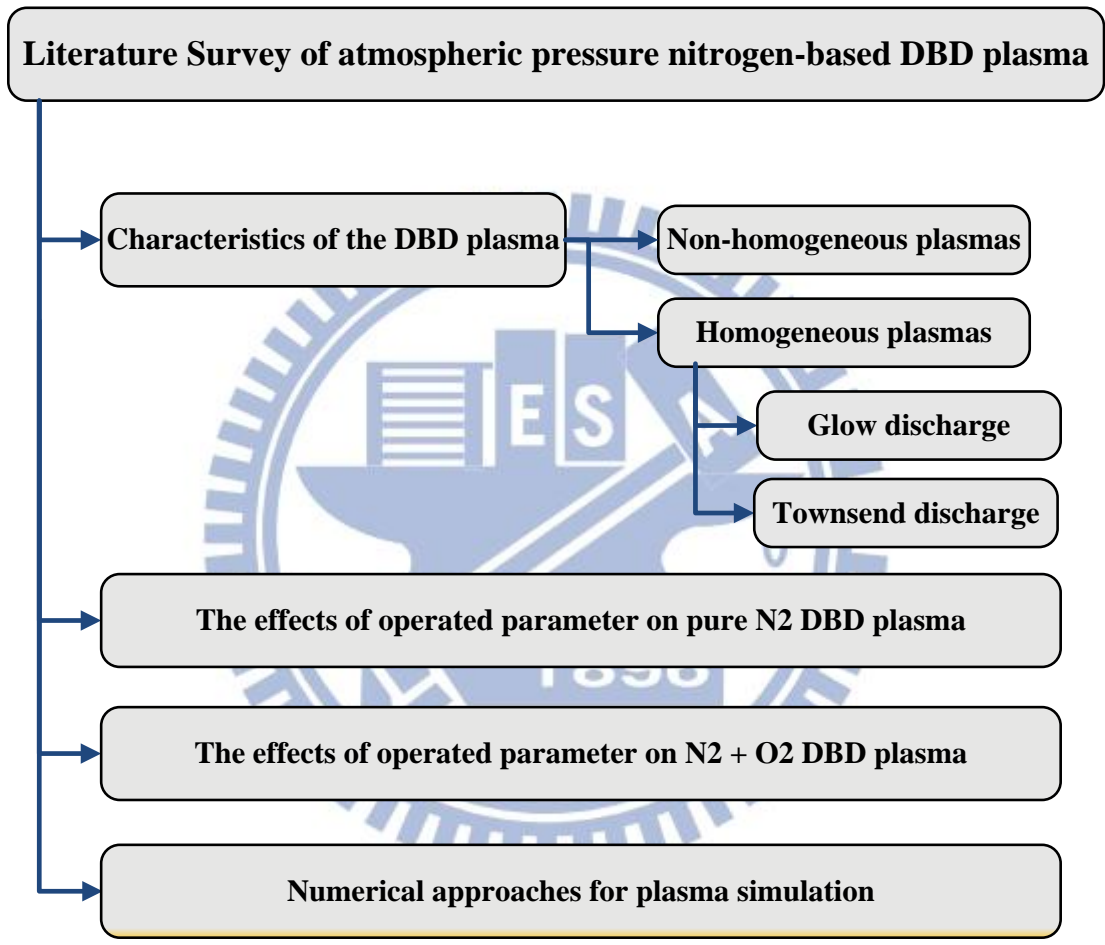 Literature Survey of atmospheric pressure nitrogen-based DBD plasma
Characteristics of the DBD plasma
Non-homogeneous plasmas
Homogeneous plasmas
Glow discharge
Townsend discharge
The effects of operated parameter on pure N2 DBD plasma
The effects of operated parameter on N2 + O2 DBD plasma
Numerical approaches for plasma simulation
E S A
1896